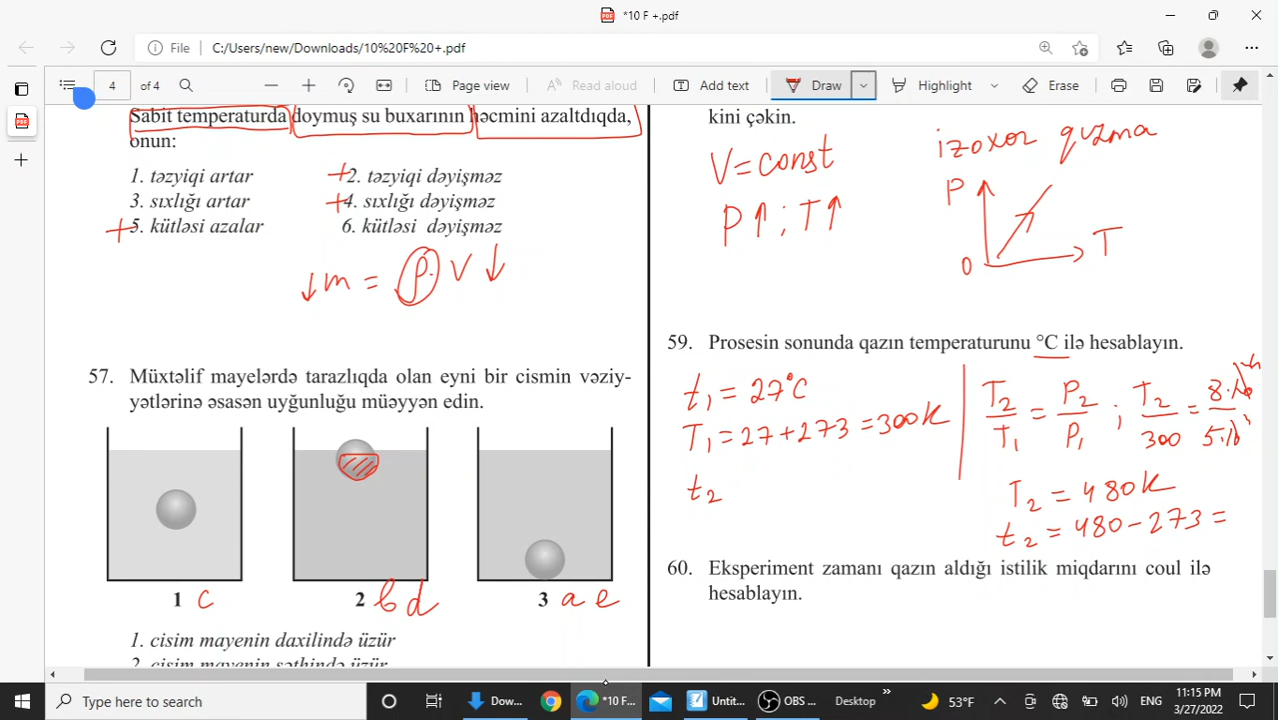 *10 F +.pdf
File C:/Users/new/Downloads/10%20F%20+.pdf
4 of 4 Page view Read aloud Add text Draw Highlight Erase
Sabit temperaturda doymuş su buxarının həcmini azaltdıqda,
onun:
1. təzyiqi artar +2. təzyiqi dəyişməz
3. sıxlığı artar +4. sıxlığı dəyişməz
+5. kütləsi azalar 6. kütləsi dəyişməz
↓m = ρ · V↓
57. Müxtəlif mayelərdə tarazlıqda olan eyni bir cismin vəziy-
yətlərinə əsasən uyğunluğu müəyyən edin.
1 c 2 b d 3 a e
1. cisim mayenin daxilində üzür
2. cisim mayenin səthində üzür
kini çəkin.
V = const
P↑ ; T↑
izoxor qızma
P
0
T
59. Prosesin sonunda qazın temperaturunu °C ilə hesablayın.
t₁ = 27°C
T₁ = 27 + 273 = 300K
t₂
T₂/T₁ = P₂/P₁ ; T₂/300 =
T₂ = 480K
t₂ = 480 − 273 =
60. Eksperiment zamanı qazın aldığı istilik miqdarını coul ilə
hesablayın.
Type here to search
Dow...
*10 F...
Untit...
OBS ...
Desktop
»
53°F
ENG
11:15 PM
3/27/2022